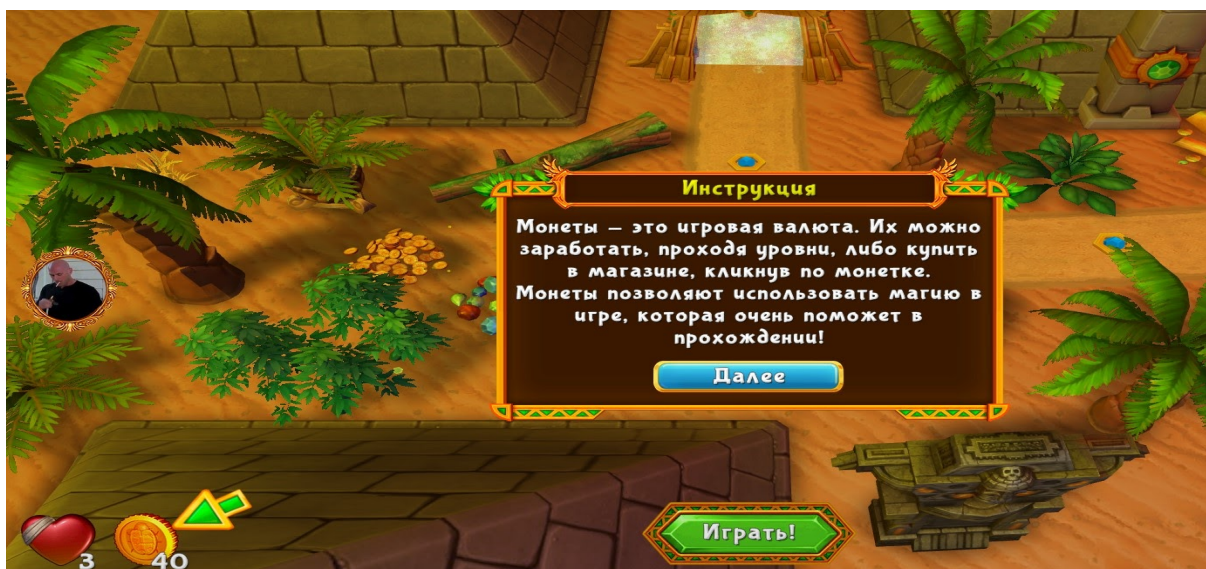 Инструкция
Монеты – это игровая валюта. Их можно
заработать, проходя уровни, либо купить
в магазине, кликнув по монетке.
Монеты позволяют использовать магию в
игре, которая очень поможет в
прохождении!
Далее
Играть!
3
40